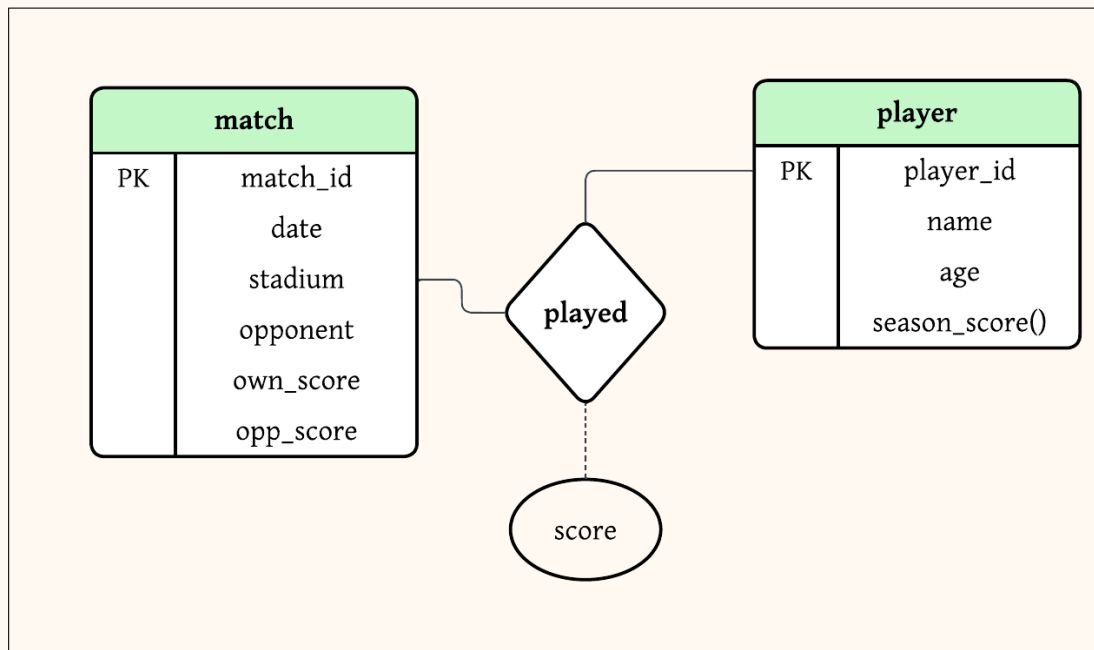 match
PK match_id
date
stadium
opponent
own_score
opp_score
played
score
player
PK player_id
name
age
season_score()